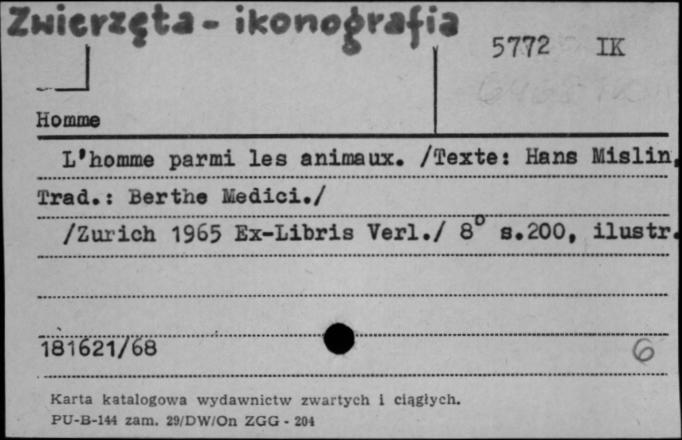 Zwierzęta - ikonografia
5772 IK
Homme
L'homme parmi les animaux. /Texte: Hans Mislin,
Trad.: Berthe Medici./
/Zurich 1965 Ex-Libris Verl./ 8° s.200, ilustr.
181621/68
6
Karta katalogowa wydawnictw zwartych i ciągłych.
PU-B-144 zam. 29/DW/On ZGG - 204